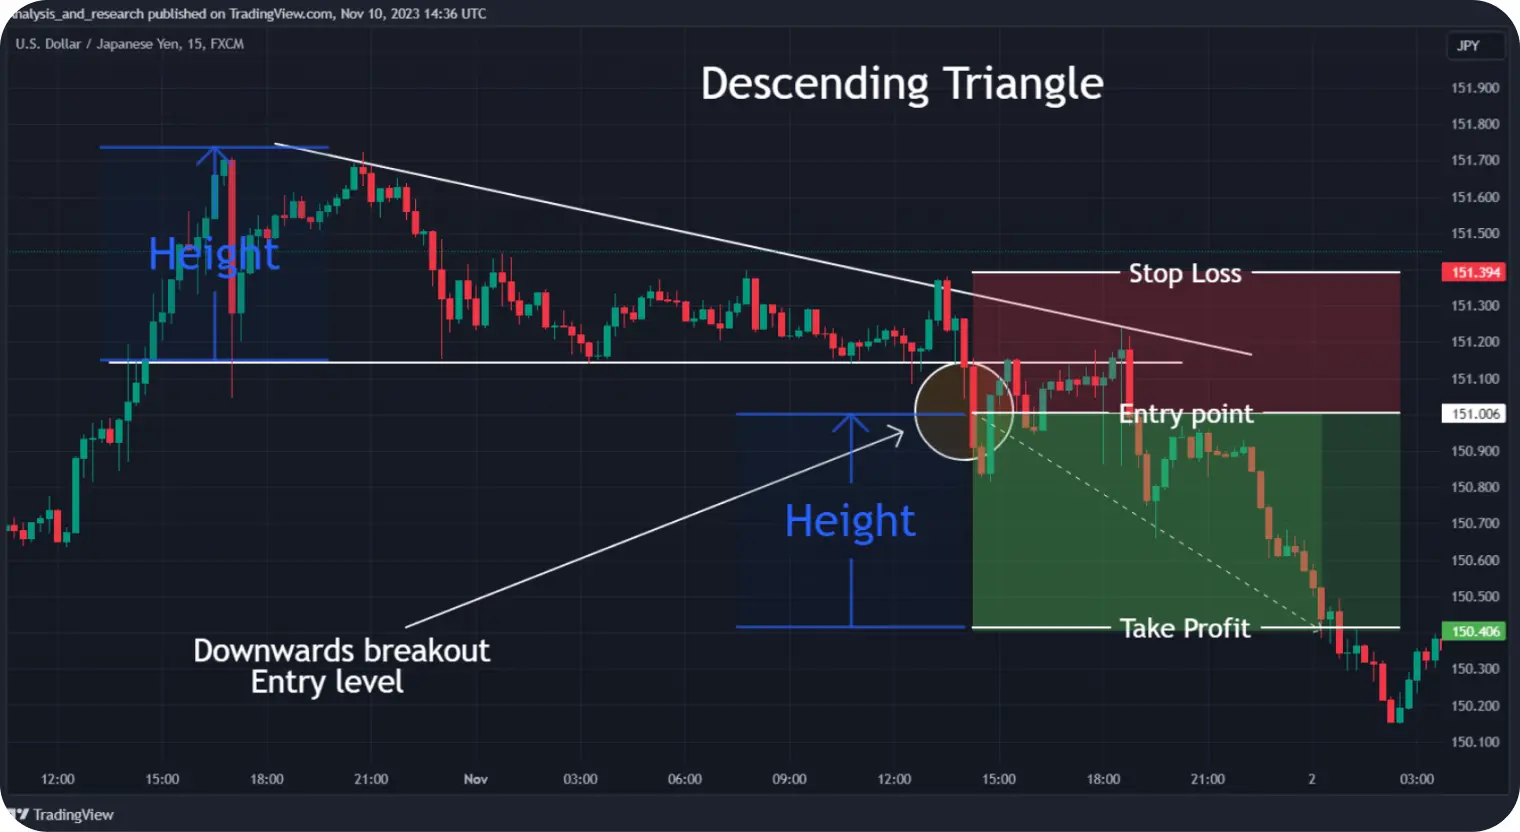 analysis_and_research published on TradingView.com, Nov 10, 2023 14:36 UTC
U.S. Dollar / Japanese Yen, 15, FXCM
JPY
Descending Triangle
151.900
151.800
151.700
151.600
151.500
Height
Stop Loss
151.394
151.300
151.200
151.100
Entry point
151.006
150.900
150.800
Height
150.700
150.600
150.500
Take Profit
150.406
Downwards breakout
Entry level
150.300
150.200
150.100
12:00 15:00 18:00 21:00 Nov 03:00 06:00 09:00 12:00 15:00 18:00 21:00 2 03:00
TradingView